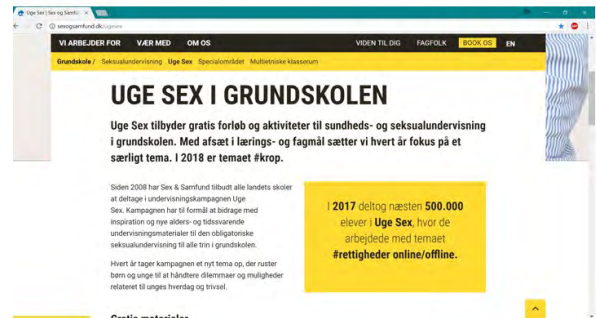 Uge Sex | Sex og Samfu
sexogsamfund.dk/ugesex
VI ARBEJDER FOR VÆR MED OM OS VIDEN TIL DIG FAGFOLK BOOK OS EN
Grundskole / Seksualundervisning Uge Sex Specialområdet Multietniske klasserum
UGE SEX I GRUNDSKOLEN
Uge Sex tilbyder gratis forløb og aktiviteter til sundheds- og seksualundervisning
i grundskolen. Med afsæt i lærings- og fagmål sætter vi hvert år fokus på et
særligt tema. I 2018 er temaet #krop.
Siden 2008 har Sex & Samfund tilbudt alle landets skoler
at deltage i undervisningskampagnen Uge
Sex. Kampagnen har til formål at bidrage med
inspiration og nye alders- og tidssvarende
undervisningsmaterialer til den obligatoriske
seksualundervisning til alle trin i grundskolen.
Hvert år tager kampagnen et nyt tema op, der ruster
børn og unge til at håndtere dilemmaer og muligheder
relateret til unges hverdag og trivsel.
I 2017 deltog næsten 500.000
elever i Uge Sex, hvor de
arbejdede med temaet
#rettigheder online/offline.
Gratis materialer